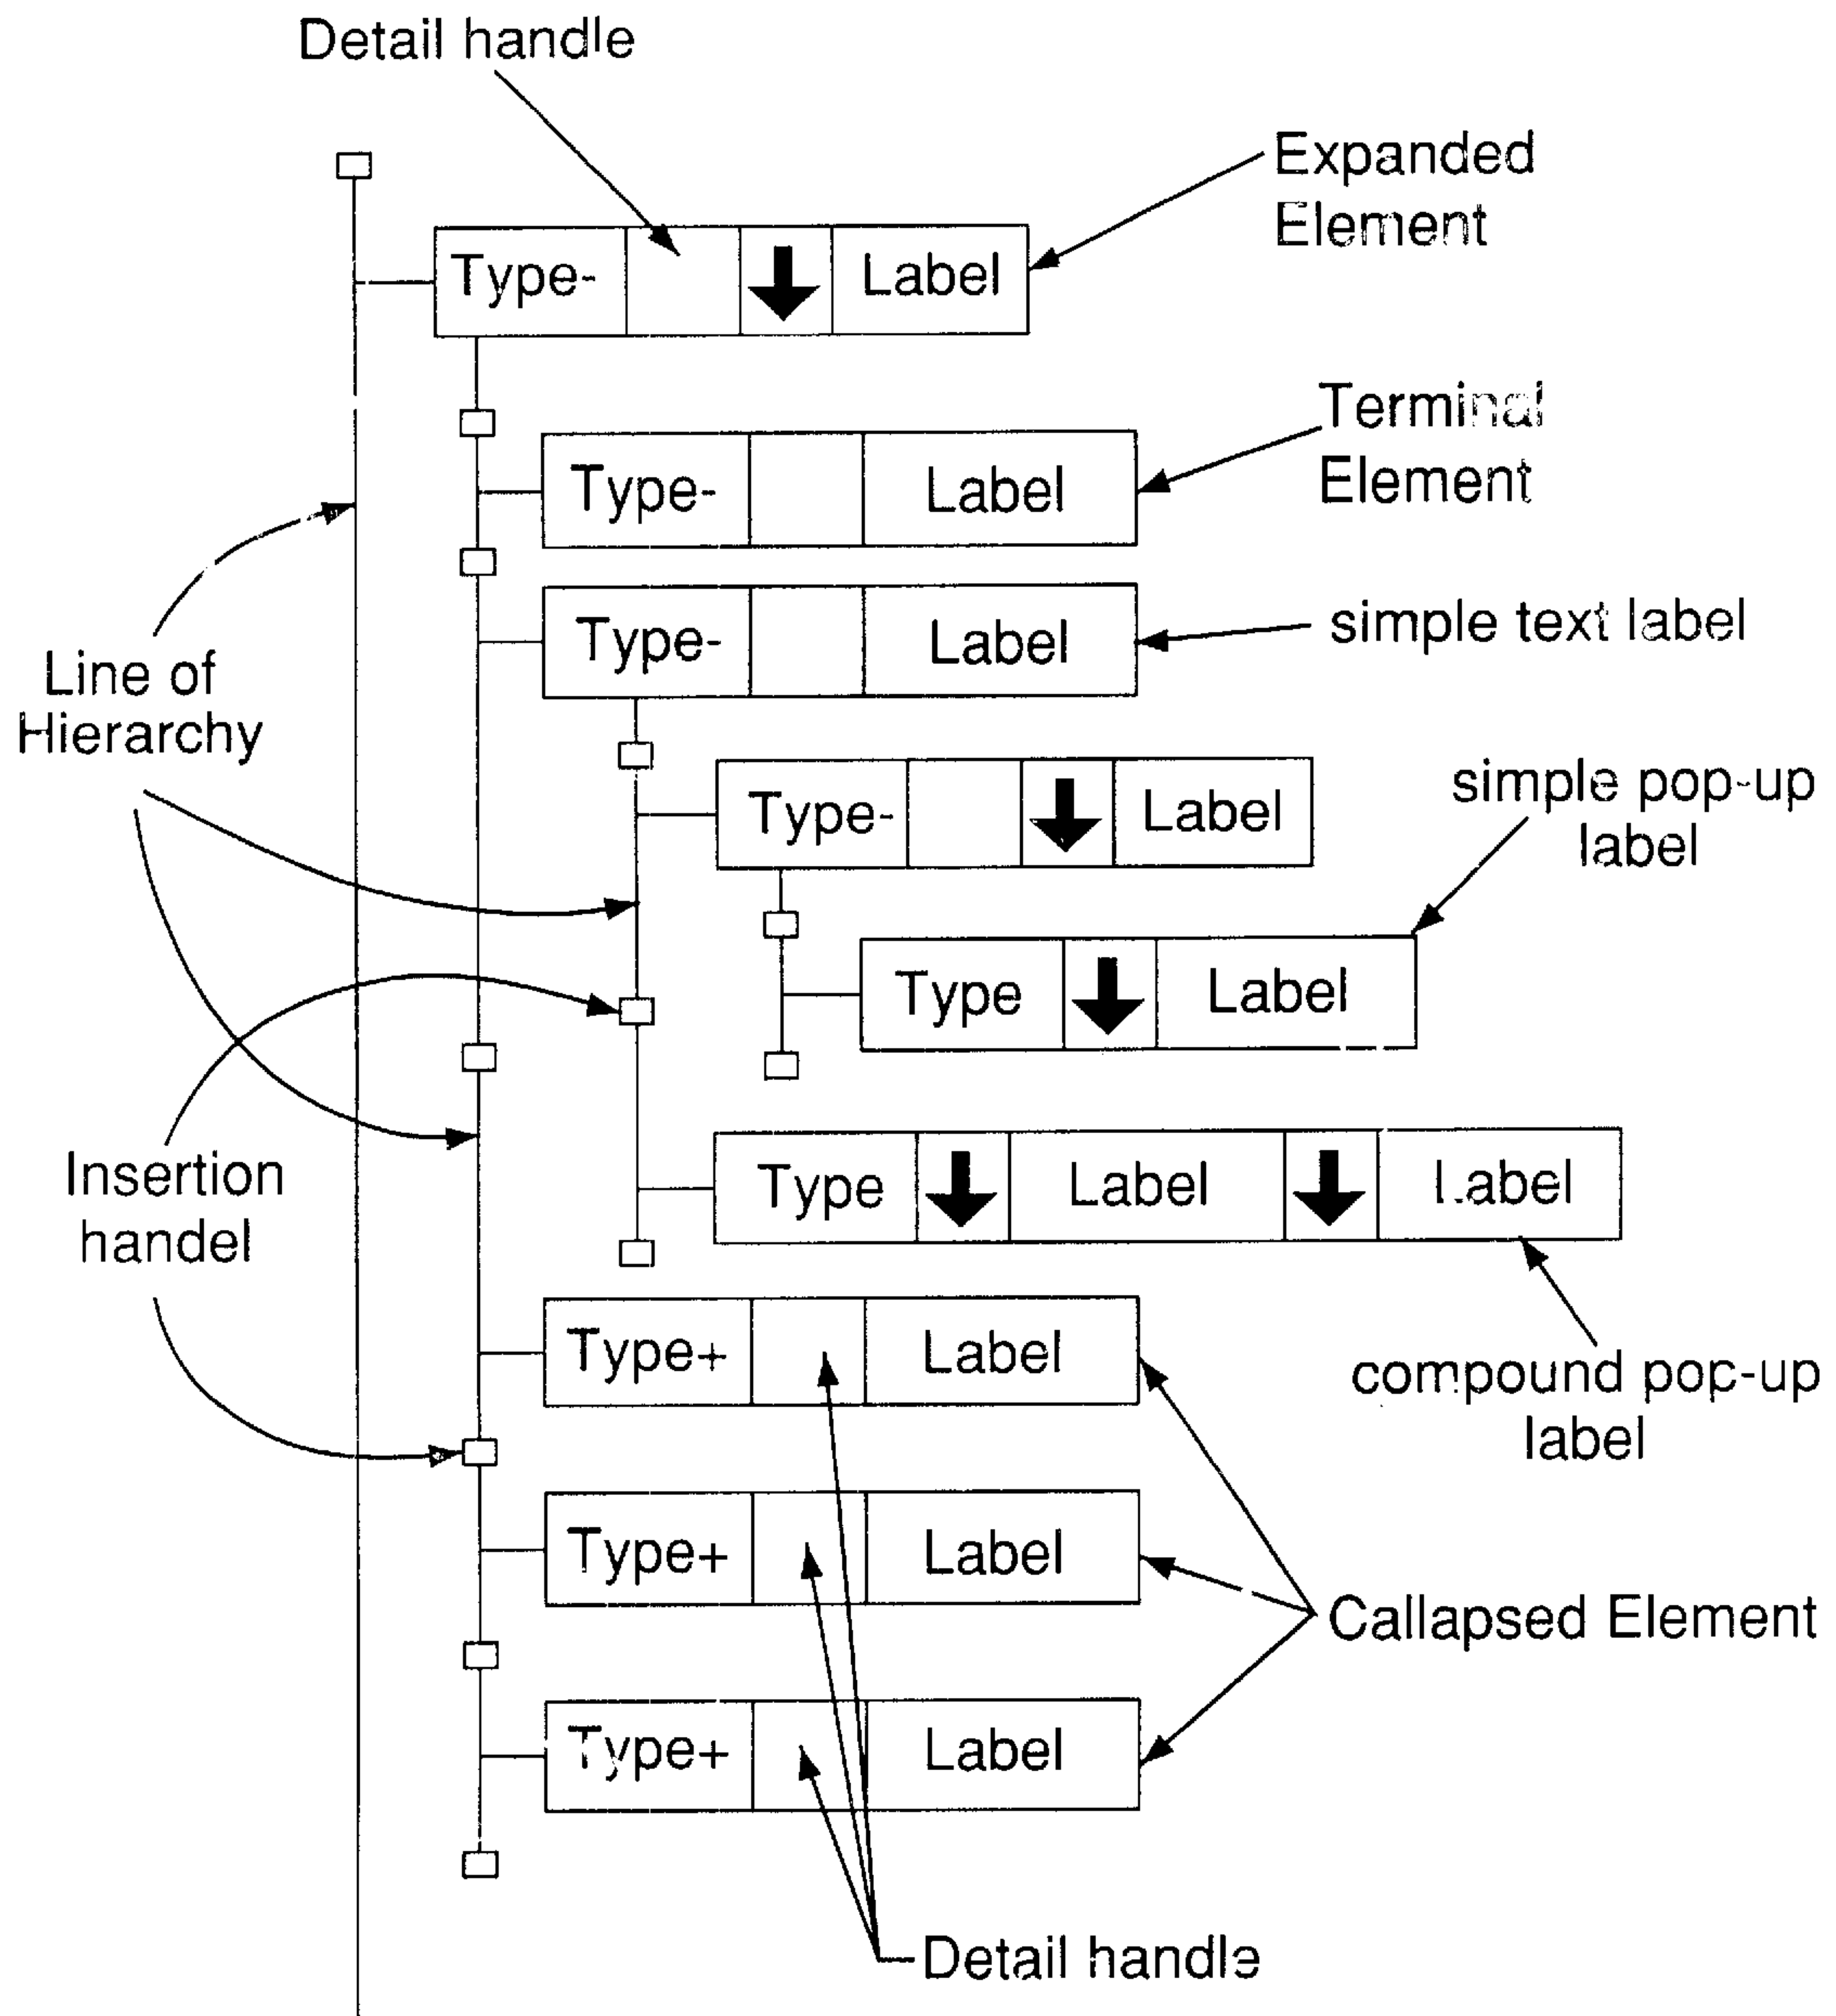 Detail handle
Expanded
Element
Type- Label
Terminal
Element
Type- Label
Type- Label
simple text label
Line of
Hierarchy
Type- Label
simple pop-up
label
Type Label
Insertion
handel
Type Label Label
compound pop-up
label
Type+ Label
Type+ Label
Callapsed Element
Type+ Label
Detail handle